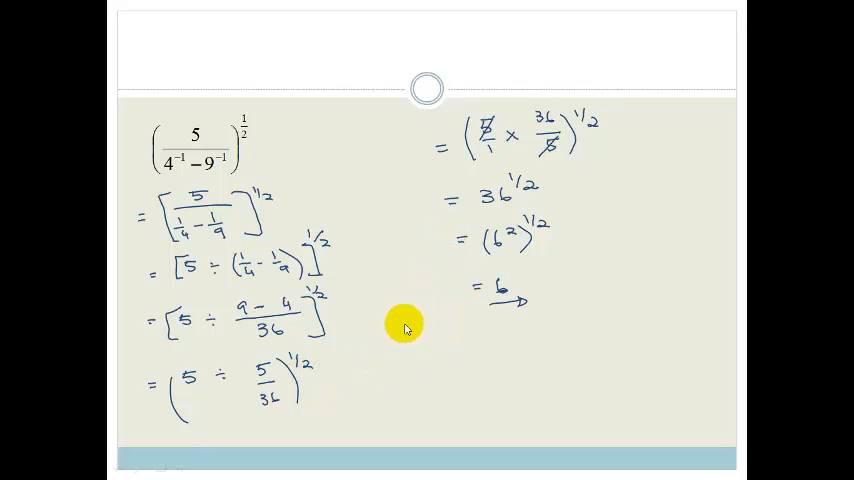 (5 / (4⁻¹ − 9⁻¹))^(1/2)
= [5 / (1/4 − 1/9)]^(1/2)
= [5 ÷ (1/4 − 1/9)]^(1/2)
= [5 ÷ (9 − 4)/36]^(1/2)
= (5 ÷ 5/36)^(1/2)
= (5/1 × 36/5)^(1/2)
= 36^(1/2)
= (6²)^(1/2)
= 6